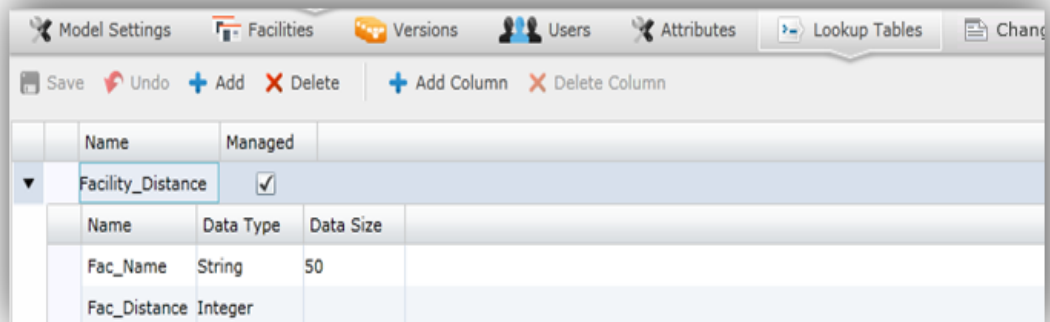 Model Settings Facilities Versions Users Attributes Lookup Tables Chang
Save Undo Add Delete Add Column Delete Column
Name Managed
Facility_Distance
Name Data Type Data Size
Fac_Name String 50
Fac_Distance Integer